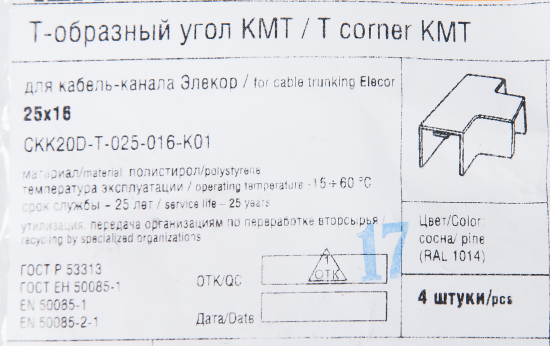 Т-образный угол КМТ / T corner KMT
для кабель-канала Элекор / for cable trunking Elecor
25x16
CKK20D-T-025-016-K01
материал/material: полистирол/polystyrene
температура эксплуатации / operating temperature -15÷60 °C
срок службы - 25 лет / service life - 25 years
утилизация: передача организациям по переработке вторсырья /
recycling by specialized organizations
ГОСТ Р 53313
ГОСТ ЕН 50085-1
EN 50085-1
EN 50085-2-1
ОТК/QC
1
ОТК
17
Дата/Date
Цвет/Color:
сосна/ pine
(RAL 1014)
4 штуки/pcs